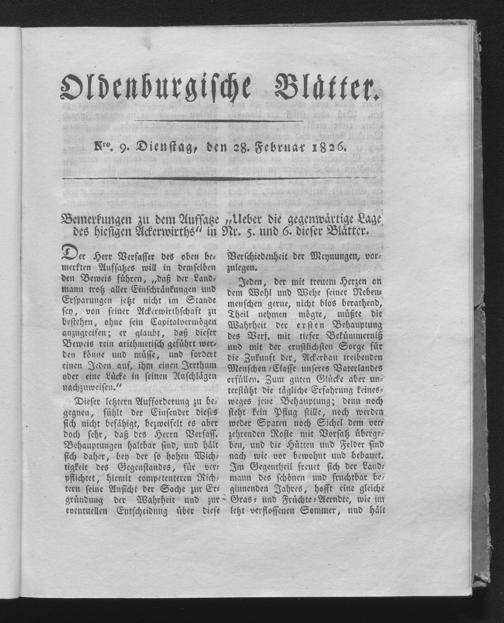 Oldenburgische Blätter.
Nro. 9. Dienstag, den 28. Februar 1826.
Bemerkungen zu dem Aufsatze „Ueber die gegenwärtige Lage
des hiesigen Ackerwirths“ in Nr. 5. und 6. dieser Blätter.
Der Herr Verfasser des oben be-
merkten Aufsatzes will in demselben
den Beweis führen, „daß der Land-
mann trotz aller Einschränkungen und
Ersparungen jetzt nicht im Stande
sey, von seiner Ackerwirthschaft zu
bestehen, ohne sein Capitalvermögen
anzugreifen; er glaubt, daß dieser
Beweis rein arithmetisch geführt wer-
den könne und müsse, und fordert
einen Jeden auf, ihm einen Irrthum
oder eine Lücke in seinen Anschlägen
nachzuweisen.“
Dieser letztern Aufforderung zu be-
gegnen, fühlt der Einsender dieses
sich nicht befähigt, bezweifelt es aber
doch sehr, daß des Herrn Verfass.
Behauptungen haltbar sind, und hält
sich daher, bey der so hohen Wich-
tigkeit des Gegenstandes, für ver-
pflichtet, hiemit competenteren Rich-
tern seine Ansicht der Sache zur Er-
gründung der Wahrheit und zur
eventuellen Entscheidung über diese
Verschiedenheit der Meynungen, vor-
zulegen.
Jeden, der mit treuem Herzen an
dem Wohl und Wehe seiner Neben-
menschen gerne, nicht blos berathend,
Theil nehmen mögte, müßte die
Wahrheit der ersten Behauptung
des Verf. mit tiefer Bekümmerniß
und mit der ernstlichsten Sorge für
die Zukunft der, Ackerbau treibenden
Menschen-Classe unseres Vaterlandes
erfüllen. Zum guten Glücke aber un-
terstützt die tägliche Erfahrung keines-
weges jene Behauptung; denn noch
steht kein Pflug stille, noch werden
weder Spaten noch Sichel dem ver-
zehrenden Roste mit Vorsatz überge-
ben, und die Hütten und Felder sind
nach wie vor bewohnt und bebauet.
Im Gegentheil freuet sich der Land-
mann des schönen und fruchtbar be-
ginnenden Jahres, hofft eine gleiche
Gras- und Früchte-Aerndte, wie im
letzt verflossenen Sommer, und hält